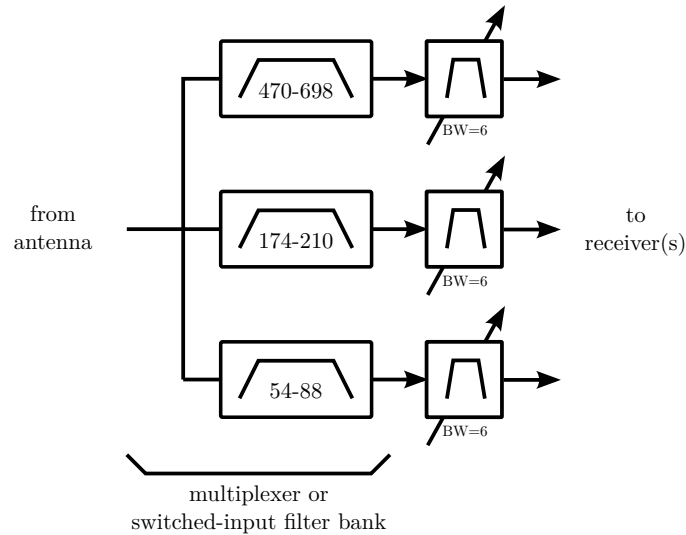 470-698
BW=6
from
antenna
174-210
BW=6
to
receiver(s)
54-88
BW=6
multiplexer or
switched-input filter bank